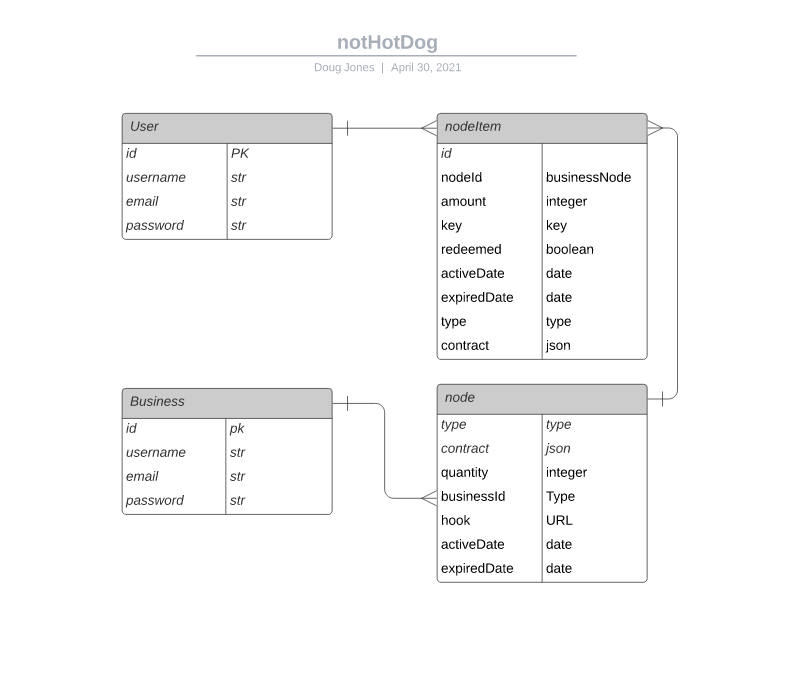 notHotDog
Doug Jones | April 30, 2021
User
id PK
username str
email str
password str
nodeItem
id
nodeId businessNode
amount integer
key key
redeemed boolean
activeDate date
expiredDate date
type type
contract json
Business
id pk
username str
email str
password str
node
type type
contract json
quantity integer
businessId Type
hook URL
activeDate date
expiredDate date